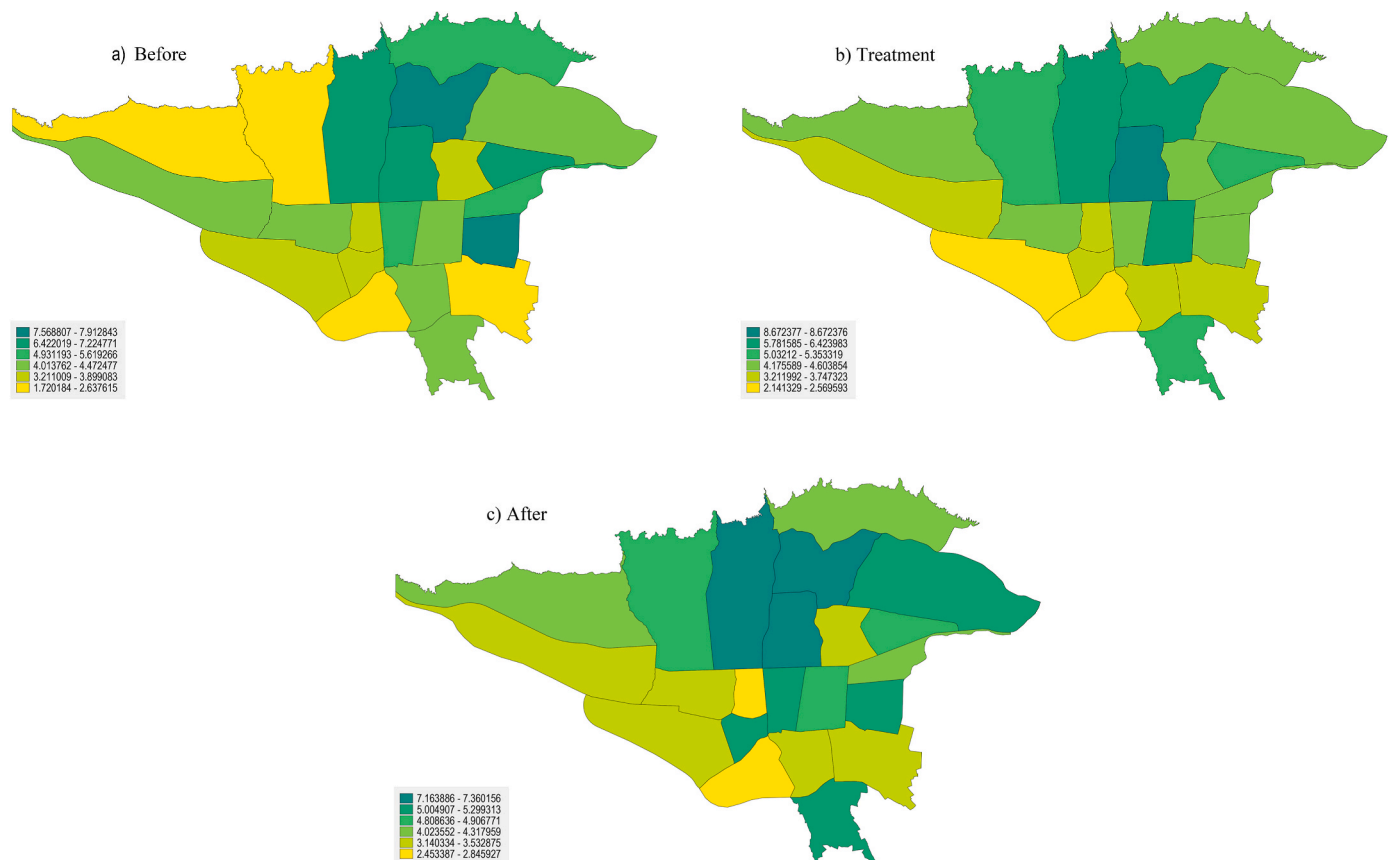 a) Before
7.568807 - 7.912843
6.422019 - 7.224771
4.931193 - 5.619266
4.013762 - 4.472477
3.211009 - 3.899083
1.720184 - 2.637615
b) Treatment
8.672377 - 8.672376
5.781585 - 6.423983
5.03212 - 5.353319
4.175589 - 4.603854
3.211992 - 3.747323
2.141329 - 2.569593
c) After
7.163886 - 7.360156
5.004907 - 5.299313
4.808636 - 4.906771
4.023552 - 4.317959
3.140334 - 3.532875
2.453387 - 2.845927